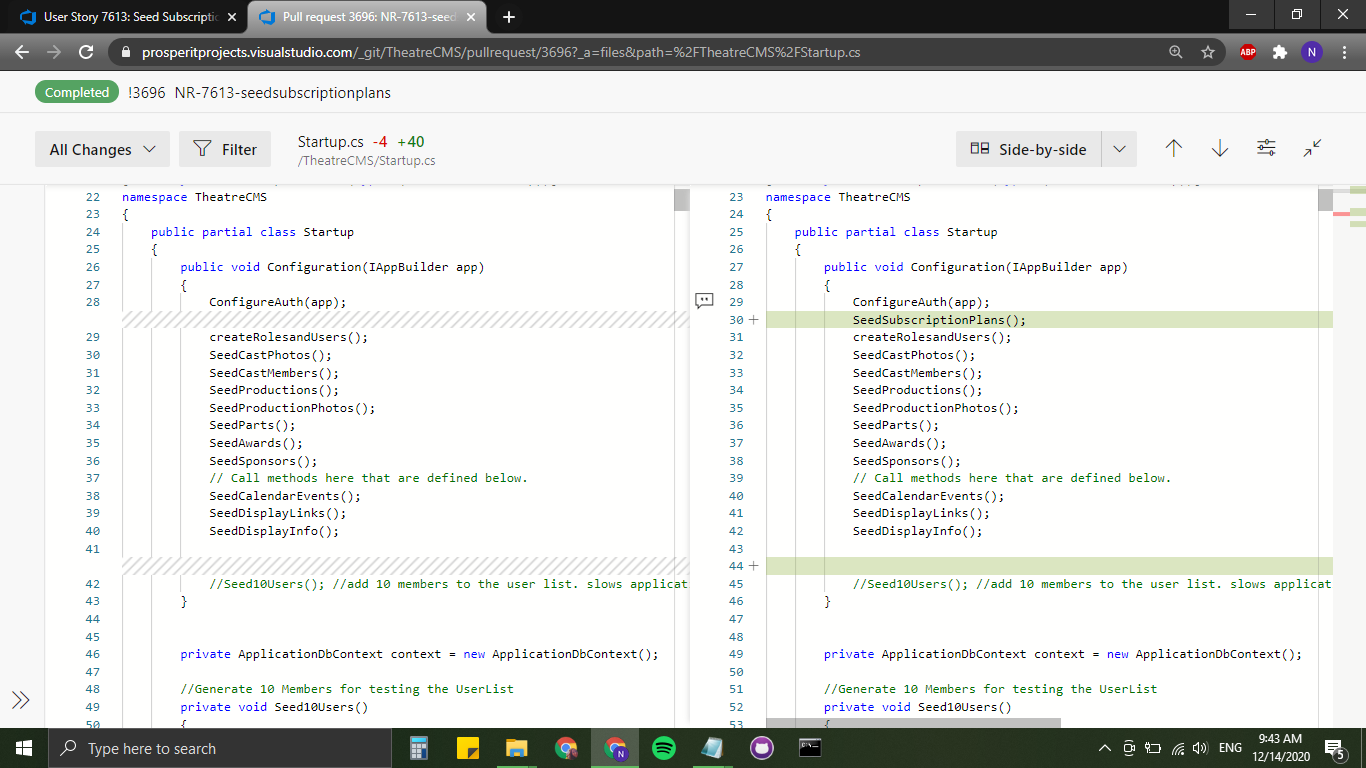 User Story 7613: Seed Subscriptic
Pull request 3696: NR-7613-seed
prosperitprojects.visualstudio.com/_git/TheatreCMS/pullrequest/3696?_a=files&path=%2FTheatreCMS%2FStartup.cs
ABP
N
Completed !3696 NR-7613-seedsubscriptionplans
All Changes
Filter
Startup.cs -4 +40
/TheatreCMS/Startup.cs
Side-by-side
22 namespace TheatreCMS
23 {
24 public partial class Startup
25 {
26 public void Configuration(IAppBuilder app)
27 {
28 ConfigureAuth(app);
29 createRolesandUsers();
30 SeedCastPhotos();
31 SeedCastMembers();
32 SeedProductions();
33 SeedProductionPhotos();
34 SeedParts();
35 SeedAwards();
36 SeedSponsors();
37 // Call methods here that are defined below.
38 SeedCalendarEvents();
39 SeedDisplayLinks();
40 SeedDisplayInfo();
41
42 //Seed10Users(); //add 10 members to the user list. slows applicat
43 }
44
45
46 private ApplicationDbContext context = new ApplicationDbContext();
47
48 //Generate 10 Members for testing the UserList
49 private void Seed10Users()
50 {
23 namespace TheatreCMS
24 {
25 public partial class Startup
26 {
27 public void Configuration(IAppBuilder app)
28 {
29 ConfigureAuth(app);
30 + SeedSubscriptionPlans();
31 createRolesandUsers();
32 SeedCastPhotos();
33 SeedCastMembers();
34 SeedProductions();
35 SeedProductionPhotos();
36 SeedParts();
37 SeedAwards();
38 SeedSponsors();
39 // Call methods here that are defined below.
40 SeedCalendarEvents();
41 SeedDisplayLinks();
42 SeedDisplayInfo();
43
44 +
45 //Seed10Users(); //add 10 members to the user list. slows applicat
46 }
47
48
49 private ApplicationDbContext context = new ApplicationDbContext();
50
51 //Generate 10 Members for testing the UserList
52 private void Seed10Users()
53 {
Type here to search
N
ENG
9:43 AM
12/14/2020
5